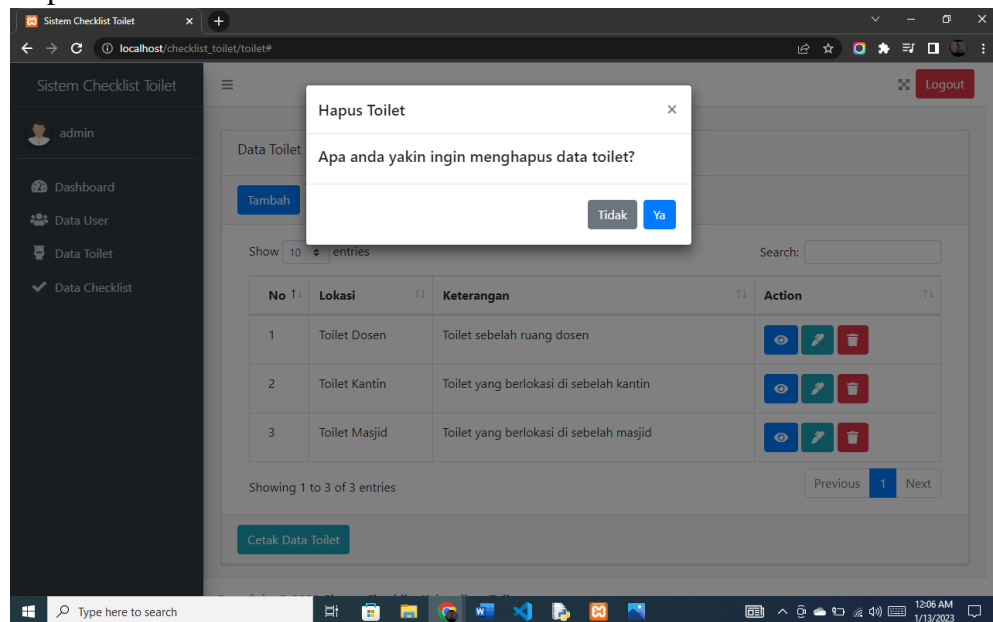 Sistem Checklist Toilet
localhost/checklist_toilet/toilet#
Sistem Checklist Toilet
Logout
admin
Dashboard
Data User
Data Toilet
Data Checklist
Hapus Toilet
Apa anda yakin ingin menghapus data toilet?
Tidak Ya
Data Toilet
Tambah
Show 10 entries Search:
No Lokasi Keterangan Action
1 Toilet Dosen Toilet sebelah ruang dosen
2 Toilet Kantin Toilet yang berlokasi di sebelah kantin
3 Toilet Masjid Toilet yang berlokasi di sebelah masjid
Showing 1 to 3 of 3 entries Previous 1 Next
Cetak Data Toilet
Type here to search
12:06 AM
1/13/2023